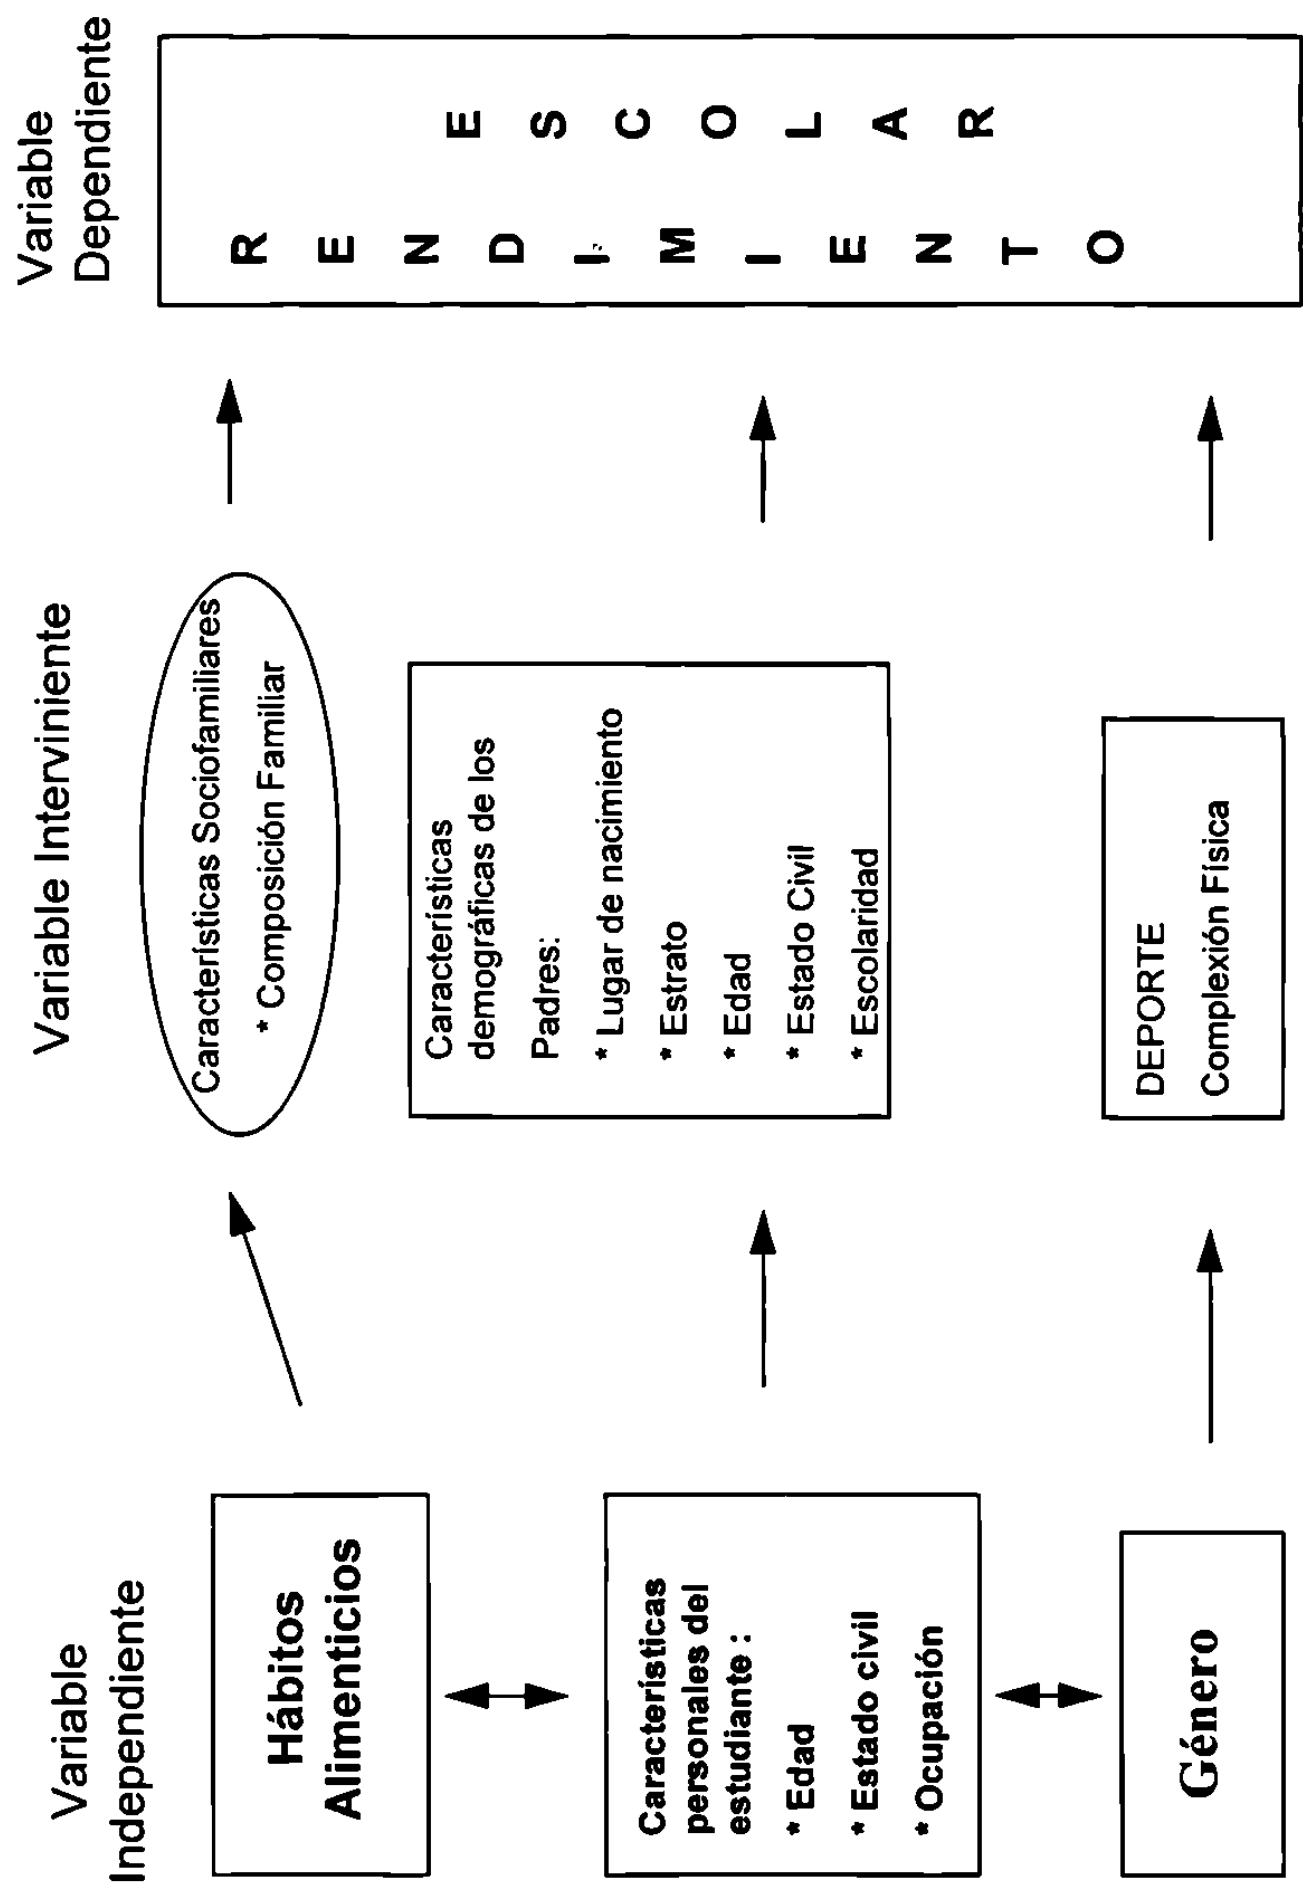 Variable
Independiente
Hábitos
Alimenticios
Características
personales del
estudiante :
* Edad
* Estado civil
* Ocupación
Género
Variable Interviniente
Características Sociofamiliares
* Composición Familiar
Características
demográficas de los
Padres:
* Lugar de nacimiento
* Estrato
* Edad
* Estado Civil
* Escolaridad
DEPORTE
Complexión Física
Variable
Dependiente
RENDIMIENTO
ESCOLAR